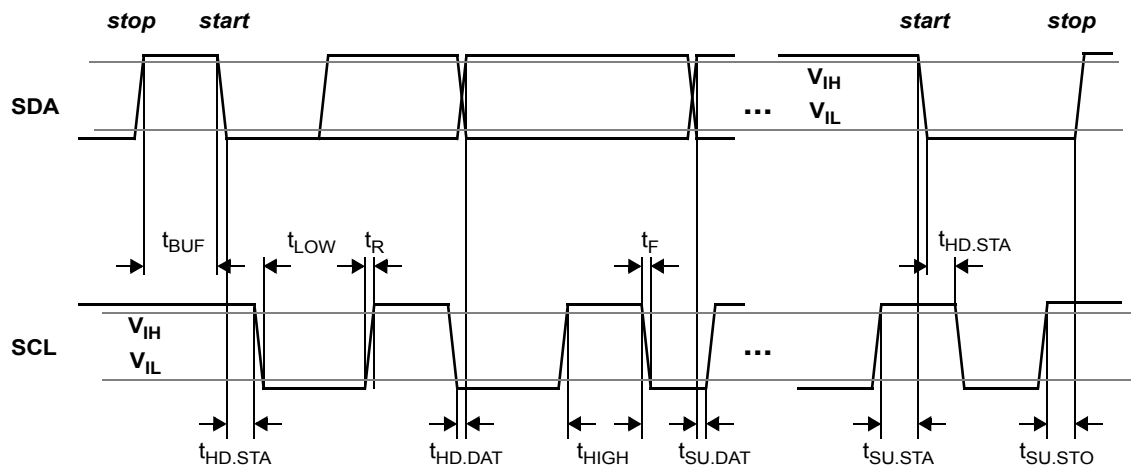 stop start start stop
SDA
V_IH
V_IL
...
t_BUF t_LOW t_R t_F t_HD.STA
SCL
V_IH
V_IL
...
t_HD.STA t_HD.DAT t_HIGH t_SU.DAT t_SU.STA t_SU.STO